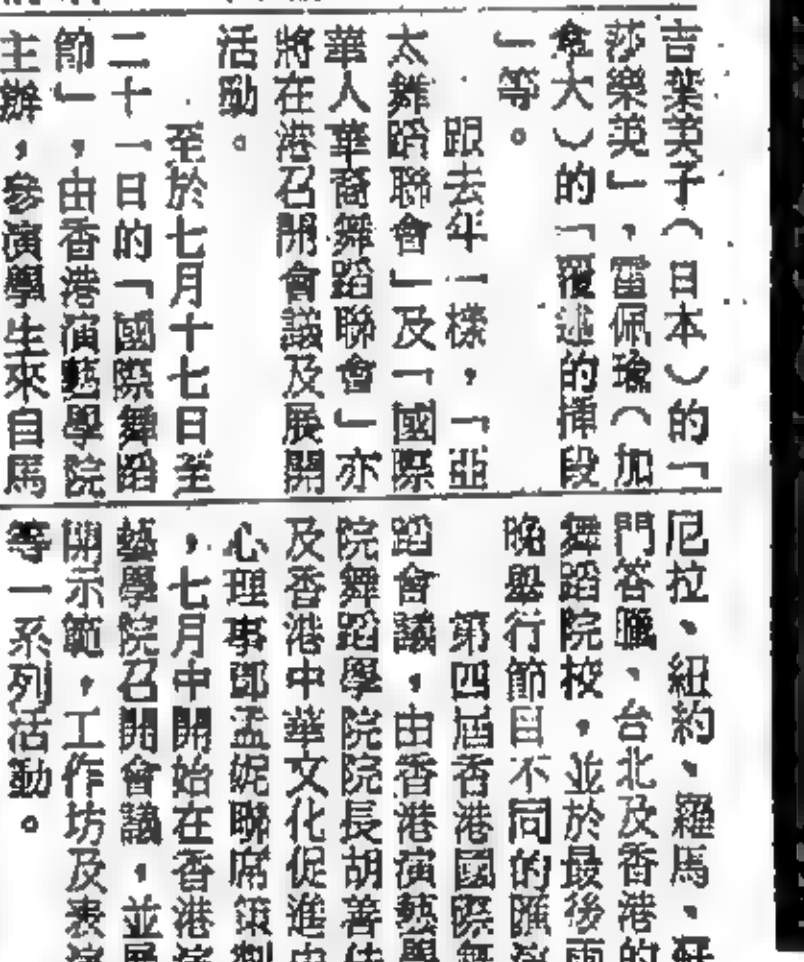 吉葉美子(日本)的「
莎樂美」,雷佩瑜(加
拿大)的「覆述的揮段
」等。
跟去年一樣,「亞
太舞蹈聯會」及「國際
華人華裔舞蹈聯會」亦
將在港召開會議及展開
活動。
至於七月十七日至
二十一日的「國際舞蹈
節」,由香港演藝學院
主辦,參演學生來自馬
尼拉、紐約、羅馬、蘇
門答臘、台北及香港的
舞蹈院校,並於最後兩
晚舉行節目不同的匯演
第四屆香港國際舞
蹈會議,由香港演藝學
院舞蹈學院院長胡善佳
及香港中華文化促進中
心理事鄧孟妮聯席策劃
,七月中開始在香港演
藝學院召開會議,並展
開示範,工作坊及表演
等一系列活動。